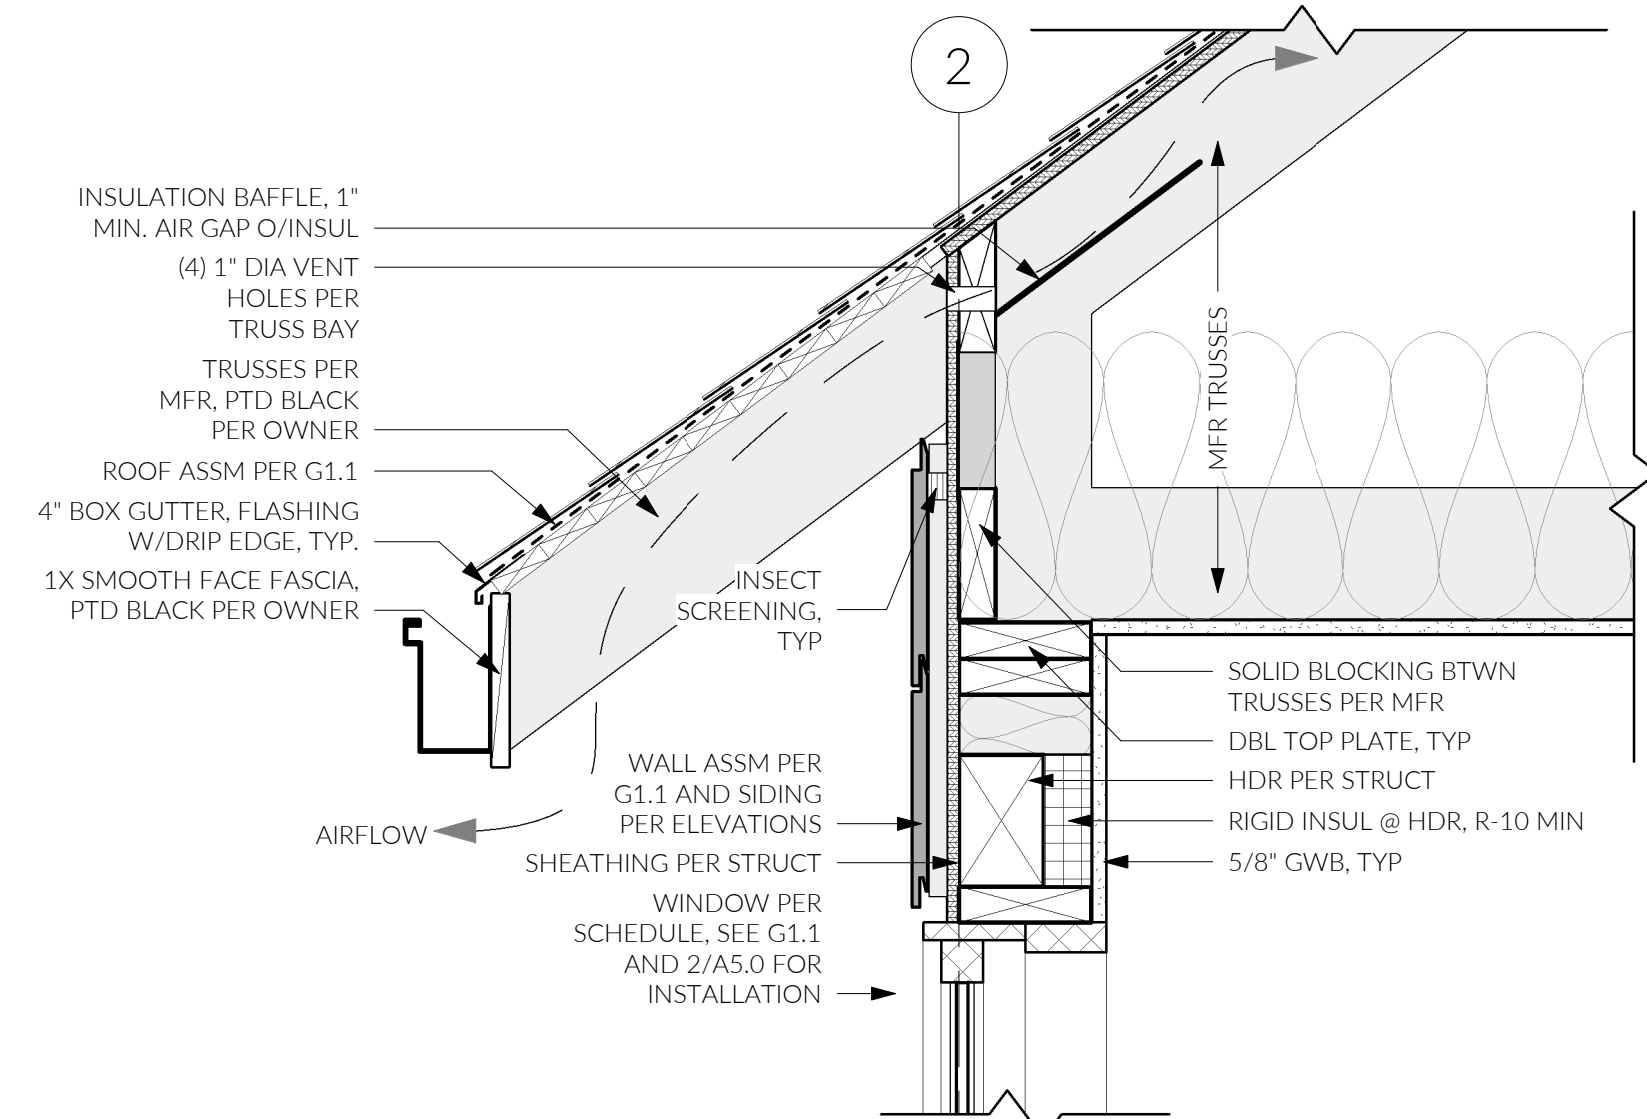 2
INSULATION BAFFLE, 1"
MIN. AIR GAP O/INSUL
(4) 1" DIA VENT
HOLES PER
TRUSS BAY
TRUSSES PER
MFR, PTD BLACK
PER OWNER
ROOF ASSM PER G1.1
4" BOX GUTTER, FLASHING
W/DRIP EDGE, TYP.
1X SMOOTH FACE FASCIA,
PTD BLACK PER OWNER
AIRFLOW
INSECT
SCREENING,
TYP
WALL ASSM PER
G1.1 AND SIDING
PER ELEVATIONS
SHEATHING PER STRUCT
WINDOW PER
SCHEDULE, SEE G1.1
AND 2/A5.0 FOR
INSTALLATION
MFR TRUSSES
SOLID BLOCKING BTWN
TRUSSES PER MFR
DBL TOP PLATE, TYP
HDR PER STRUCT
RIGID INSUL @ HDR, R-10 MIN
5/8" GWB, TYP